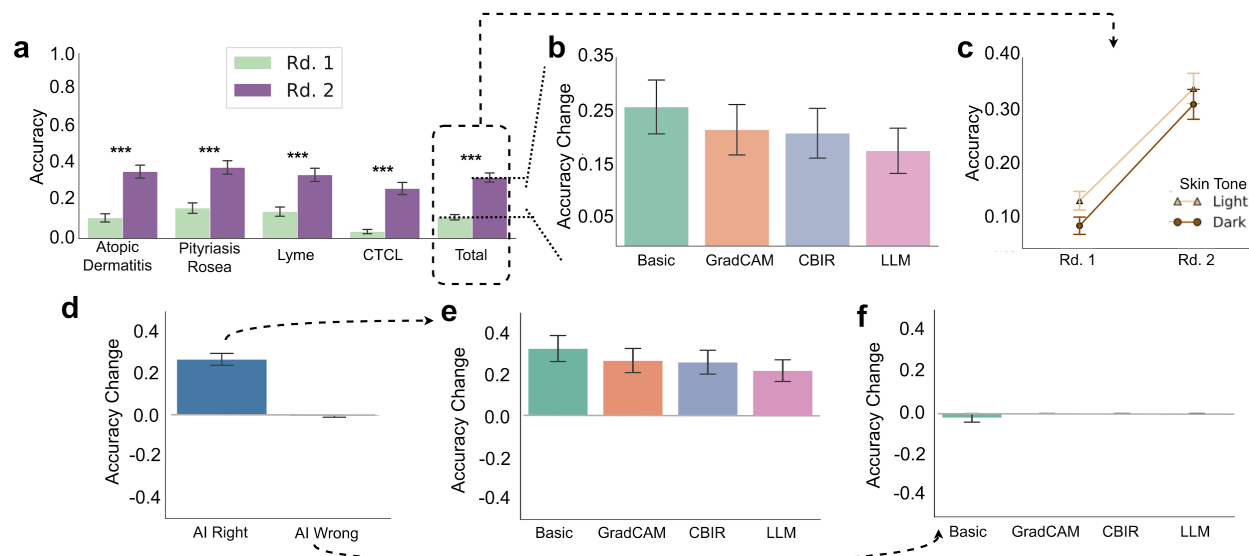 a
1.0
0.8
0.6
0.4
0.2
0.0
Accuracy
Rd. 1
Rd. 2
***
***
***
***
***
Atopic
Dermatitis
Pityriasis
Rosea
Lyme
CTCL
Total
b
0.35
0.25
0.15
0.05
Accuracy Change
Basic
GradCAM
CBIR
LLM
c
0.40
0.30
0.20
0.10
Accuracy
Skin Tone
Light
Dark
Rd. 1
Rd. 2
d
0.4
0.2
0.0
-0.2
-0.4
Accuracy Change
AI Right
AI Wrong
e
0.4
0.2
0.0
-0.2
-0.4
Accuracy Change
Basic
GradCAM
CBIR
LLM
f
0.4
0.2
0.0
-0.2
-0.4
Accuracy Change
Basic
GradCAM
CBIR
LLM